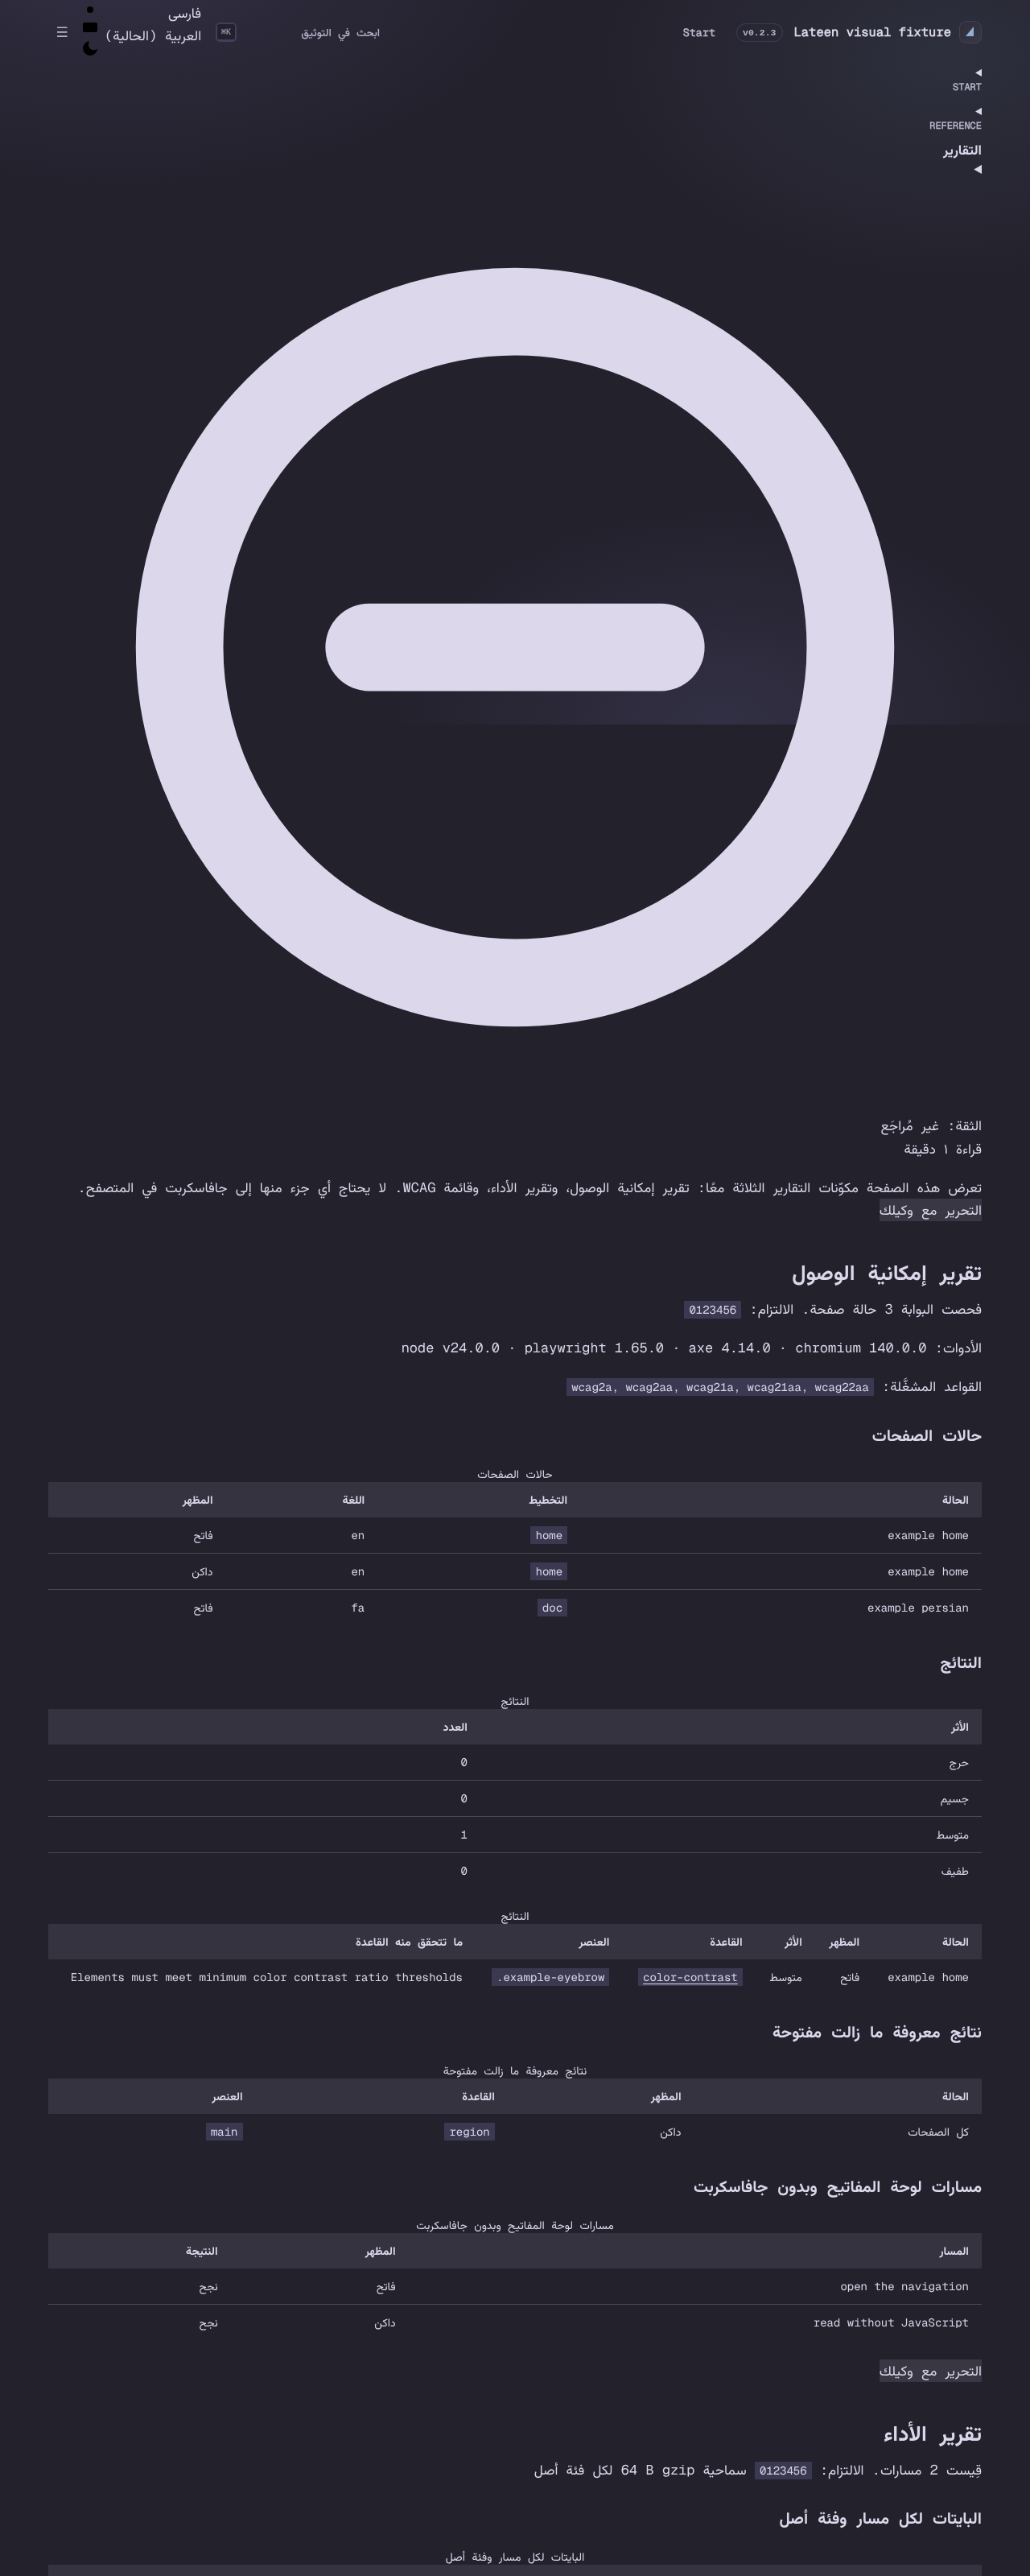 Lateen visual fixture v0.2.3 Start ابحث في التوثيق ⌘K
فارسی
العربية (الحالية)
START
REFERENCE
التقارير
الثقة: غير مُراجَع
قراءة ١ دقيقة
تعرض هذه الصفحة مكوّنات التقارير الثلاثة معًا: تقرير إمكانية الوصول، وتقرير الأداء، وقائمة WCAG. لا يحتاج أي جزء منها إلى جافاسكربت في المتصفح.
التحرير مع وكيلك
تقرير إمكانية الوصول
فحصت البوابة 3 حالة صفحة. الالتزام: 0123456
الأدوات: node v24.0.0 · playwright 1.65.0 · axe 4.14.0 · chromium 140.0.0
القواعد المشغَّلة: wcag2a, wcag2aa, wcag21a, wcag21aa, wcag22aa
حالات الصفحات
حالات الصفحات
الحالة التخطيط اللغة المظهر
example home home en فاتح
example home home en داكن
example persian doc fa فاتح
النتائج
النتائج
الأثر العدد
حرج 0
جسيم 0
متوسط 1
طفيف 0
النتائج
الحالة المظهر الأثر القاعدة العنصر ما تتحقق منه القاعدة
example home فاتح متوسط color-contrast .example-eyebrow Elements must meet minimum color contrast ratio thresholds
نتائج معروفة ما زالت مفتوحة
نتائج معروفة ما زالت مفتوحة
الحالة المظهر القاعدة العنصر
كل الصفحات داكن region main
مسارات لوحة المفاتيح وبدون جافاسكربت
مسارات لوحة المفاتيح وبدون جافاسكربت
المسار المظهر النتيجة
open the navigation فاتح نجح
read without JavaScript داكن نجح
التحرير مع وكيلك
تقرير الأداء
قِيست 2 مسارات. الالتزام: 0123456 سماحية 64 B gzip لكل فئة أصل
البايتات لكل مسار وفئة أصل
البايتات لكل مسار وفئة أصل